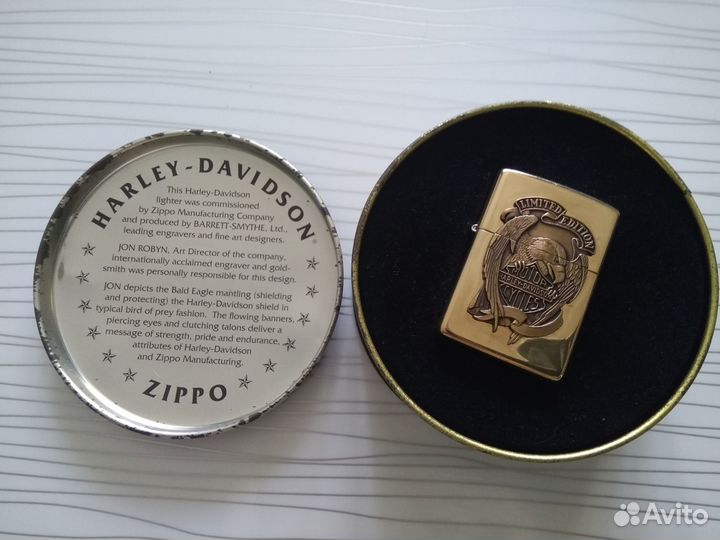 HARLEY-DAVIDSON®
This Harley-Davidson
lighter was commissioned
by Zippo Manufacturing Company
and produced by BARRETT-SMYTHE, Ltd.,
leading engravers and fine art designers.
JON ROBYN, Art Director of the company,
internationally acclaimed engraver and gold-
smith was personally responsible for this design.
JON depicts the Bald Eagle mantling (shielding
and protecting) the Harley-Davidson shield in
typical bird of prey fashion. The flowing banners,
piercing eyes and clutching talons deliver a
message of strength, pride and endurance,
attributes of Harley-Davidson
and Zippo Manufacturing.
ZIPPO
LIMITED EDITION
MOTOR
HARLEY-DAVIDSON
CYCLES
Avito